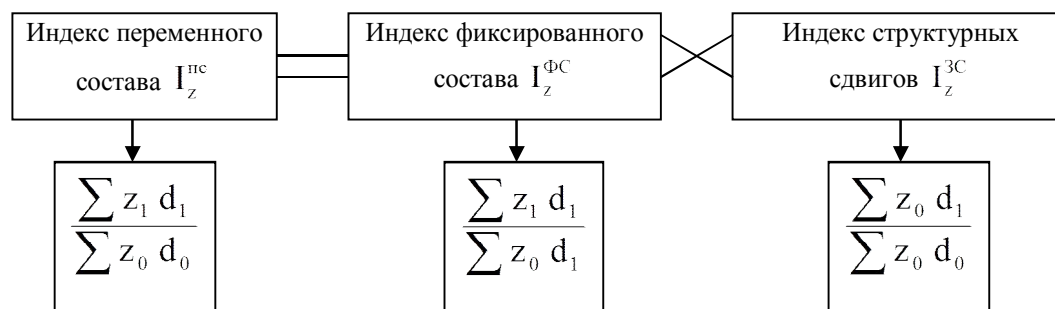 Индекс переменного
состава I_z^пс
Индекс фиксированного
состава I_z^ФС
Индекс структурных
сдвигов I_z^ЗС
∑ z₁ d₁
∑ z₀ d₀
∑ z₁ d₁
∑ z₀ d₁
∑ z₀ d₁
∑ z₀ d₀